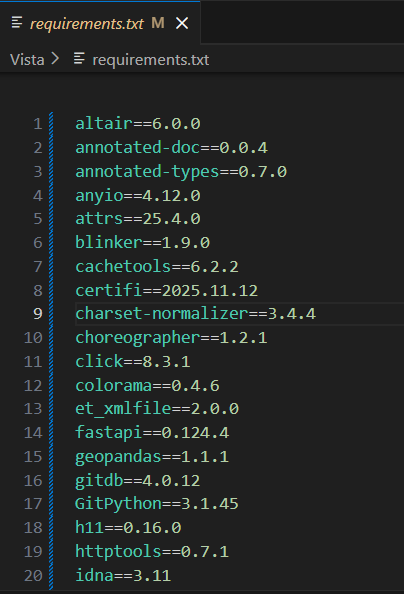 requirements.txt M
Vista > requirements.txt
1 altair==6.0.0
2 annotated-doc==0.0.4
3 annotated-types==0.7.0
4 anyio==4.12.0
5 attrs==25.4.0
6 blinker==1.9.0
7 cachetools==6.2.2
8 certifi==2025.11.12
9 charset-normalizer==3.4.4
10 choreographer==1.2.1
11 click==8.3.1
12 colorama==0.4.6
13 et_xmlfile==2.0.0
14 fastapi==0.124.4
15 geopandas==1.1.1
16 gitdb==4.0.12
17 GitPython==3.1.45
18 h11==0.16.0
19 httptools==0.7.1
20 idna==3.11